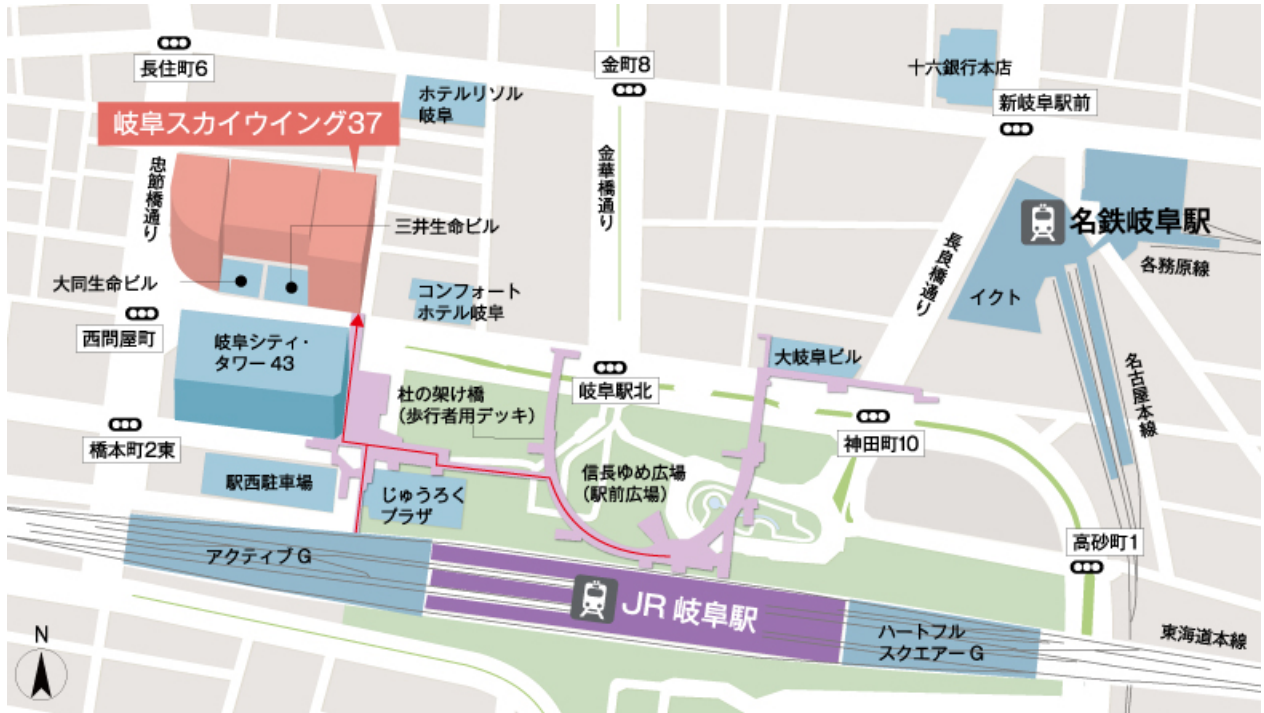 長住町6
金町8
十六銀行本店
新岐阜駅前
ホテルリソル
岐阜
岐阜スカイウイング37
忠節橋通り
金華橋通り
長良橋通り
名鉄岐阜駅
各務原線
イクト
三井生命ビル
大同生命ビル
コンフォート
ホテル岐阜
西問屋町
岐阜シティ・
タワー43
大岐阜ビル
名古屋本線
岐阜駅北
杜の架け橋
(歩行者用デッキ)
神田町10
橋本町2東
駅西駐車場
じゅうろく
プラザ
信長ゆめ広場
(駅前広場)
高砂町1
アクティブG
JR岐阜駅
ハートフル
スクエアーG
東海道本線
N